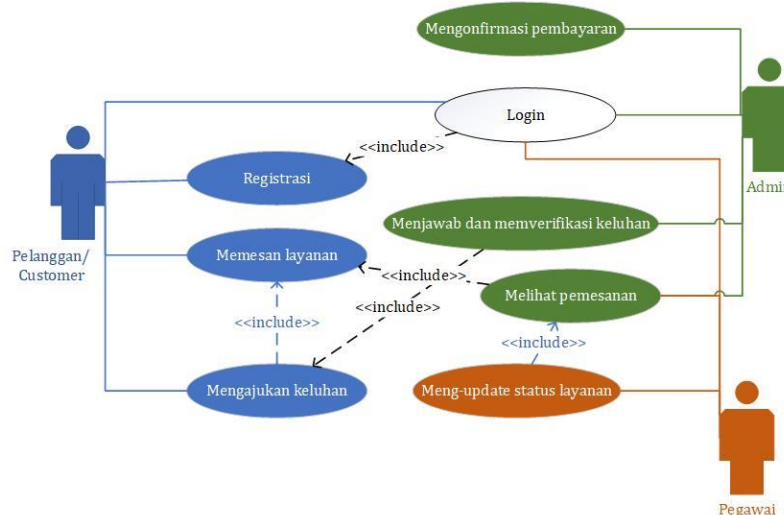 Mengonfirmasi pembayaran
Login
<<include>>
Registrasi
Admin
Menjawab dan memverifikasi keluhan
Pelanggan/
Customer
Memesan layanan
<<include>>
Melihat pemesanan
<<include>>
<<include>>
<<include>>
Mengajukan keluhan
Meng-update status layanan
Pegawai